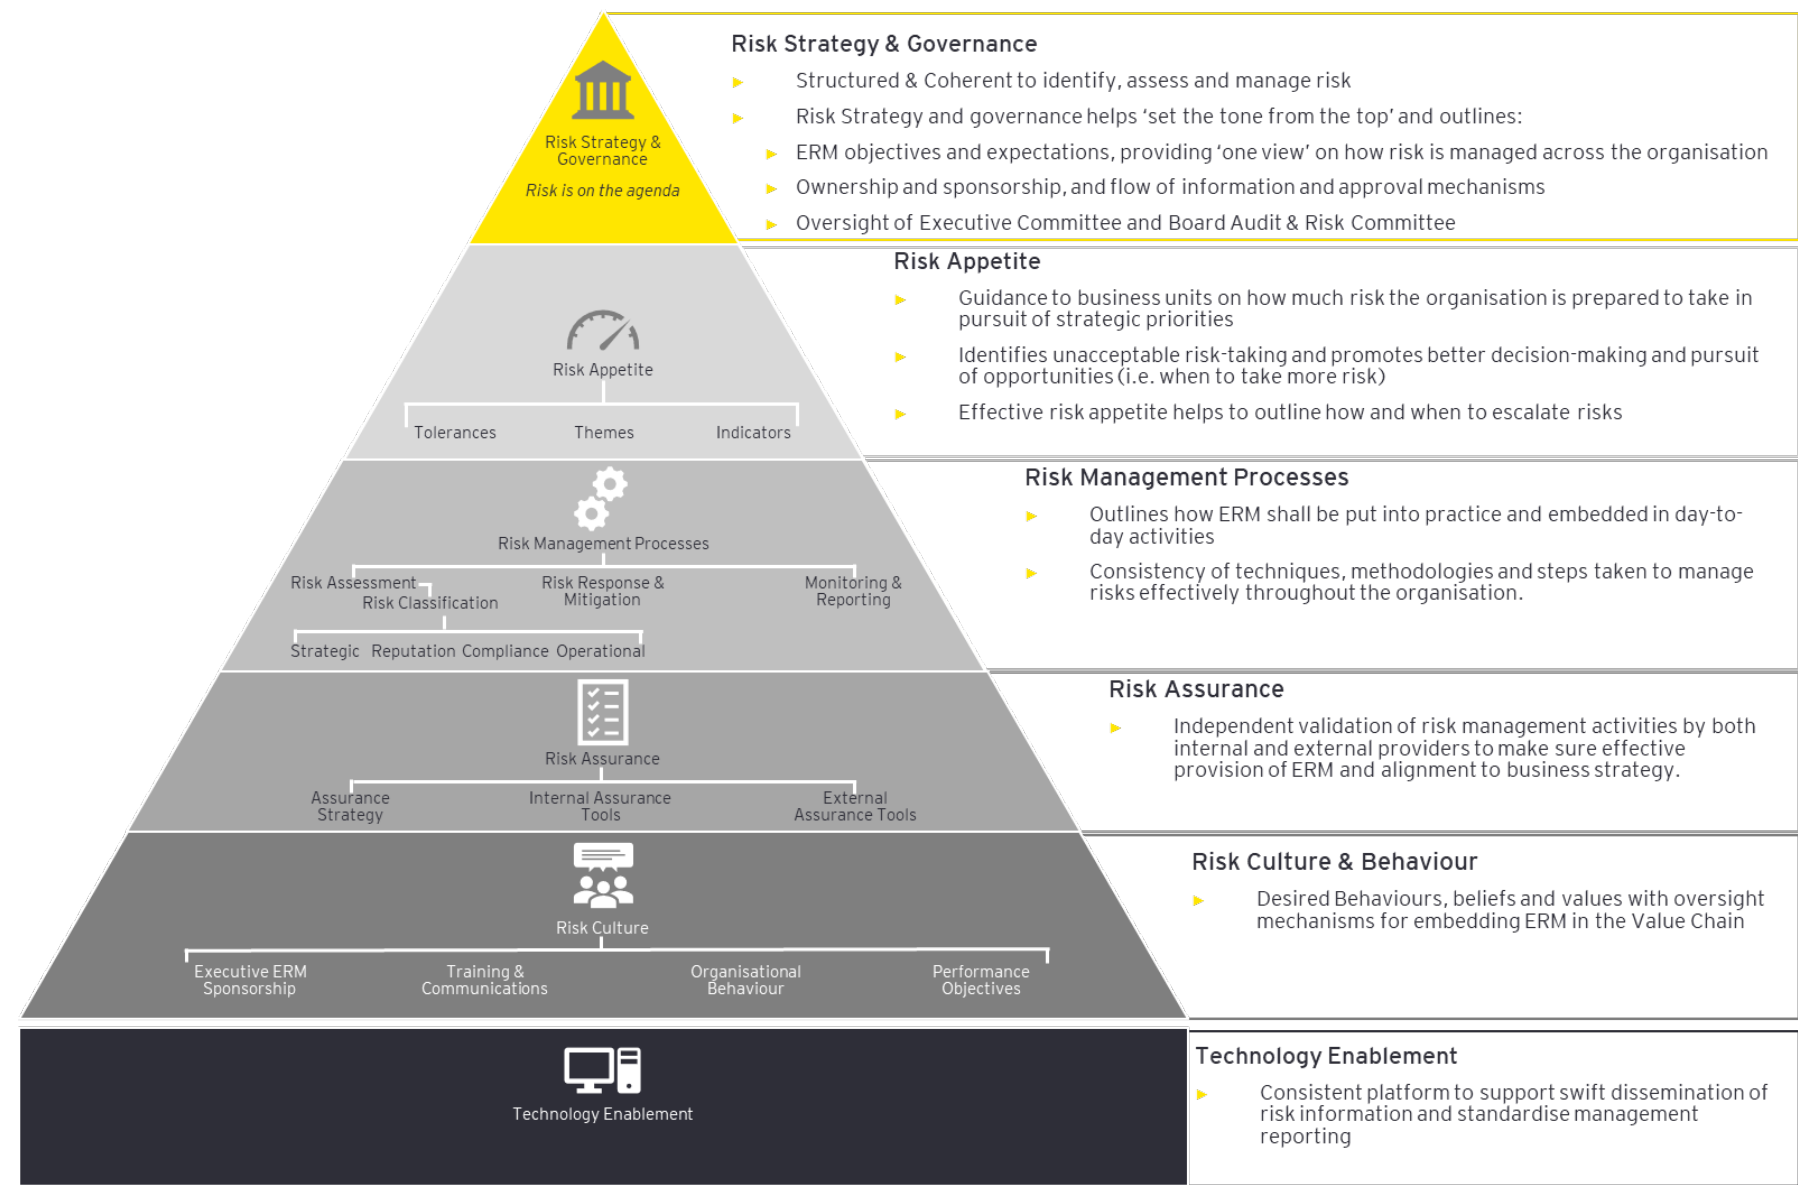 Risk Strategy & Governance
Structured & Coherent to identify, assess and manage risk
Risk Strategy and governance helps ‘set the tone from the top’ and outlines:
ERM objectives and expectations, providing ‘one view’ on how risk is managed across the organisation
Ownership and sponsorship, and flow of information and approval mechanisms
Oversight of Executive Committee and Board Audit & Risk Committee
Risk Strategy &
Governance
Risk is on the agenda
Risk Appetite
Guidance to business units on how much risk the organisation is prepared to take in
pursuit of strategic priorities
Identifies unacceptable risk-taking and promotes better decision-making and pursuit
of opportunities (i.e. when to take more risk)
Effective risk appetite helps to outline how and when to escalate risks
Risk Appetite
Tolerances
Themes
Indicators
Risk Management Processes
Outlines how ERM shall be put into practice and embedded in day-to-
day activities
Consistency of techniques, methodologies and steps taken to manage
risks effectively throughout the organisation.
Risk Management Processes
Risk Assessment
Risk Classification
Risk Response &
Mitigation
Monitoring &
Reporting
Strategic Reputation Compliance Operational
Risk Assurance
Independent validation of risk management activities by both
internal and external providers to make sure effective
provision of ERM and alignment to business strategy.
Risk Assurance
Assurance
Strategy
Internal Assurance
Tools
External
Assurance Tools
Risk Culture & Behaviour
Desired Behaviours, beliefs and values with oversight
mechanisms for embedding ERM in the Value Chain
Risk Culture
Executive ERM
Sponsorship
Training &
Communications
Organisational
Behaviour
Performance
Objectives
Technology Enablement
Consistent platform to support swift dissemination of
risk information and standardise management
reporting
Technology Enablement